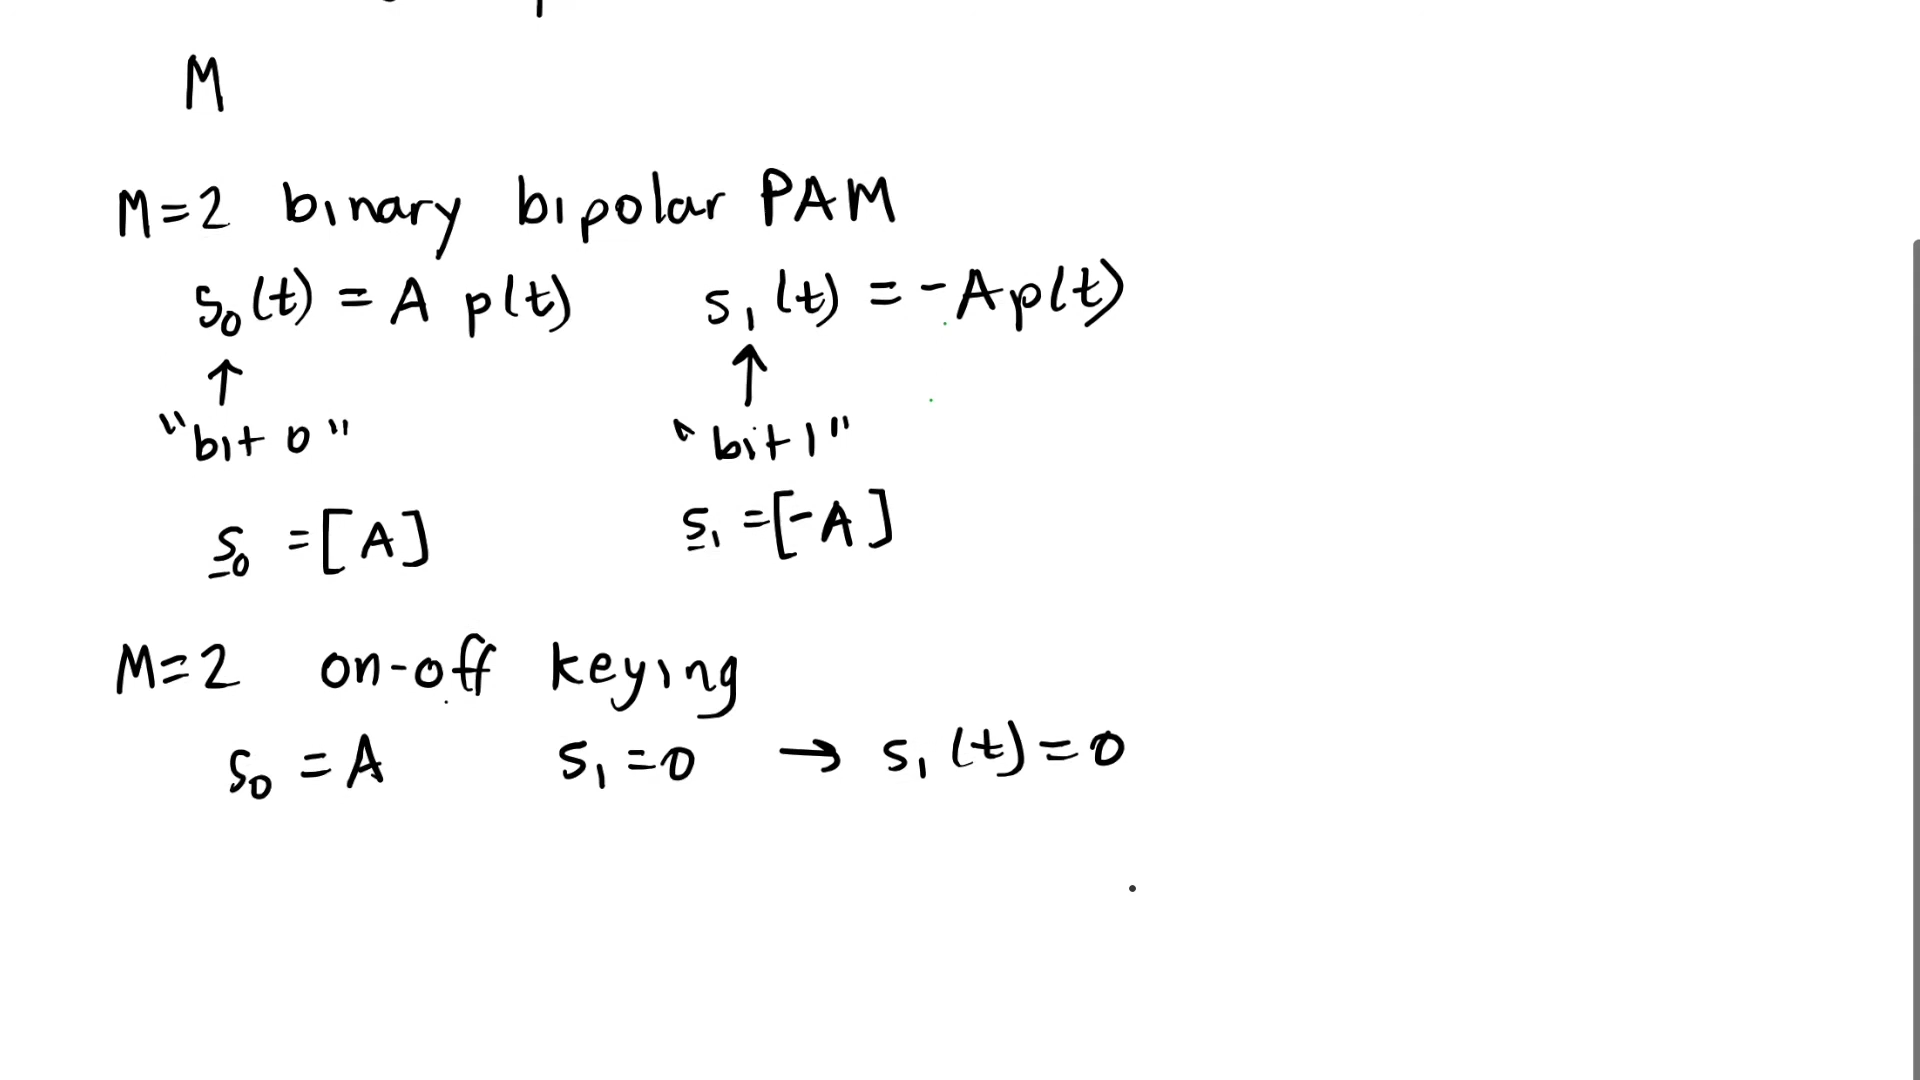 M
M=2 binary bipolar PAM
s₀(t) = A p(t) s₁(t) = -A p(t)
↑ ↑
"bit 0" "bit 1"
s₀ = [A] s₁ = [-A]
M=2 on-off keying
s₀ = A s₁ = 0 → s₁(t) = 0